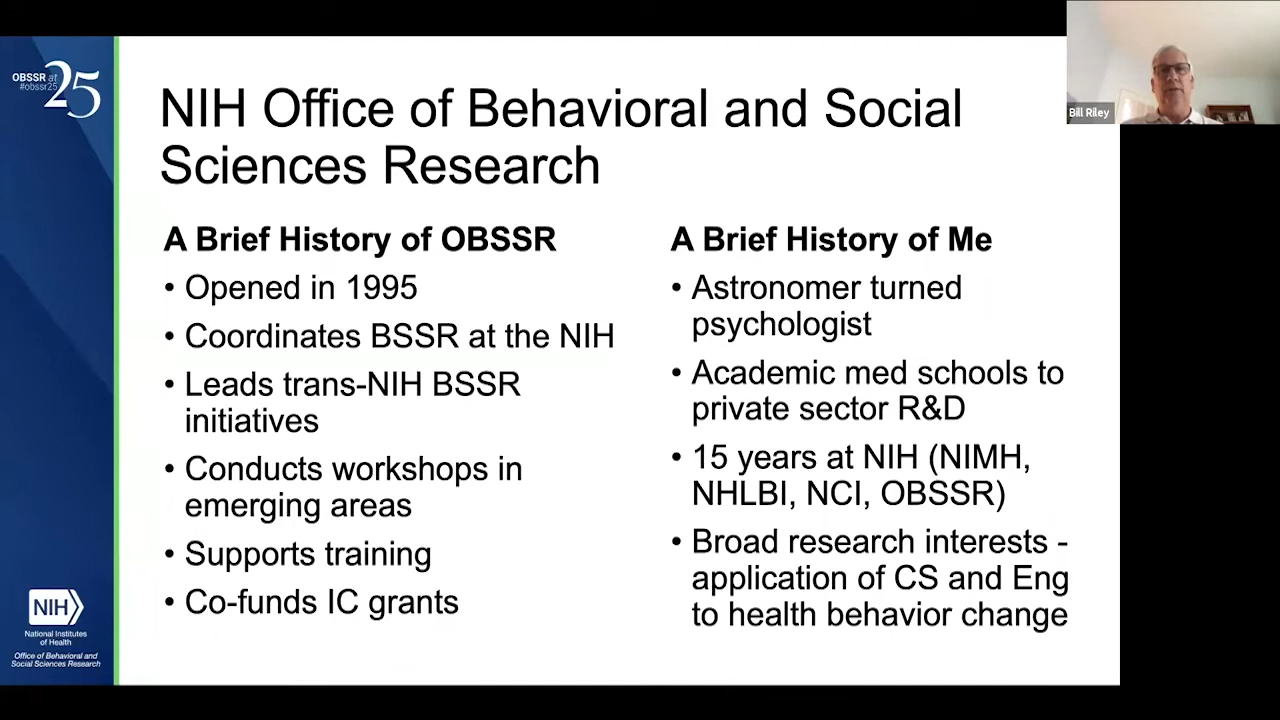 OBSSR at
#obssr25
25
NIH Office of Behavioral and Social
Sciences Research
A Brief History of OBSSR
• Opened in 1995
• Coordinates BSSR at the NIH
• Leads trans-NIH BSSR
initiatives
• Conducts workshops in
emerging areas
• Supports training
• Co-funds IC grants
A Brief History of Me
• Astronomer turned
psychologist
• Academic med schools to
private sector R&D
• 15 years at NIH (NIMH,
NHLBI, NCI, OBSSR)
• Broad research interests -
application of CS and Eng
to health behavior change
NIH
National Institutes
of Health
Office of Behavioral and
Social Sciences Research
Bill Riley